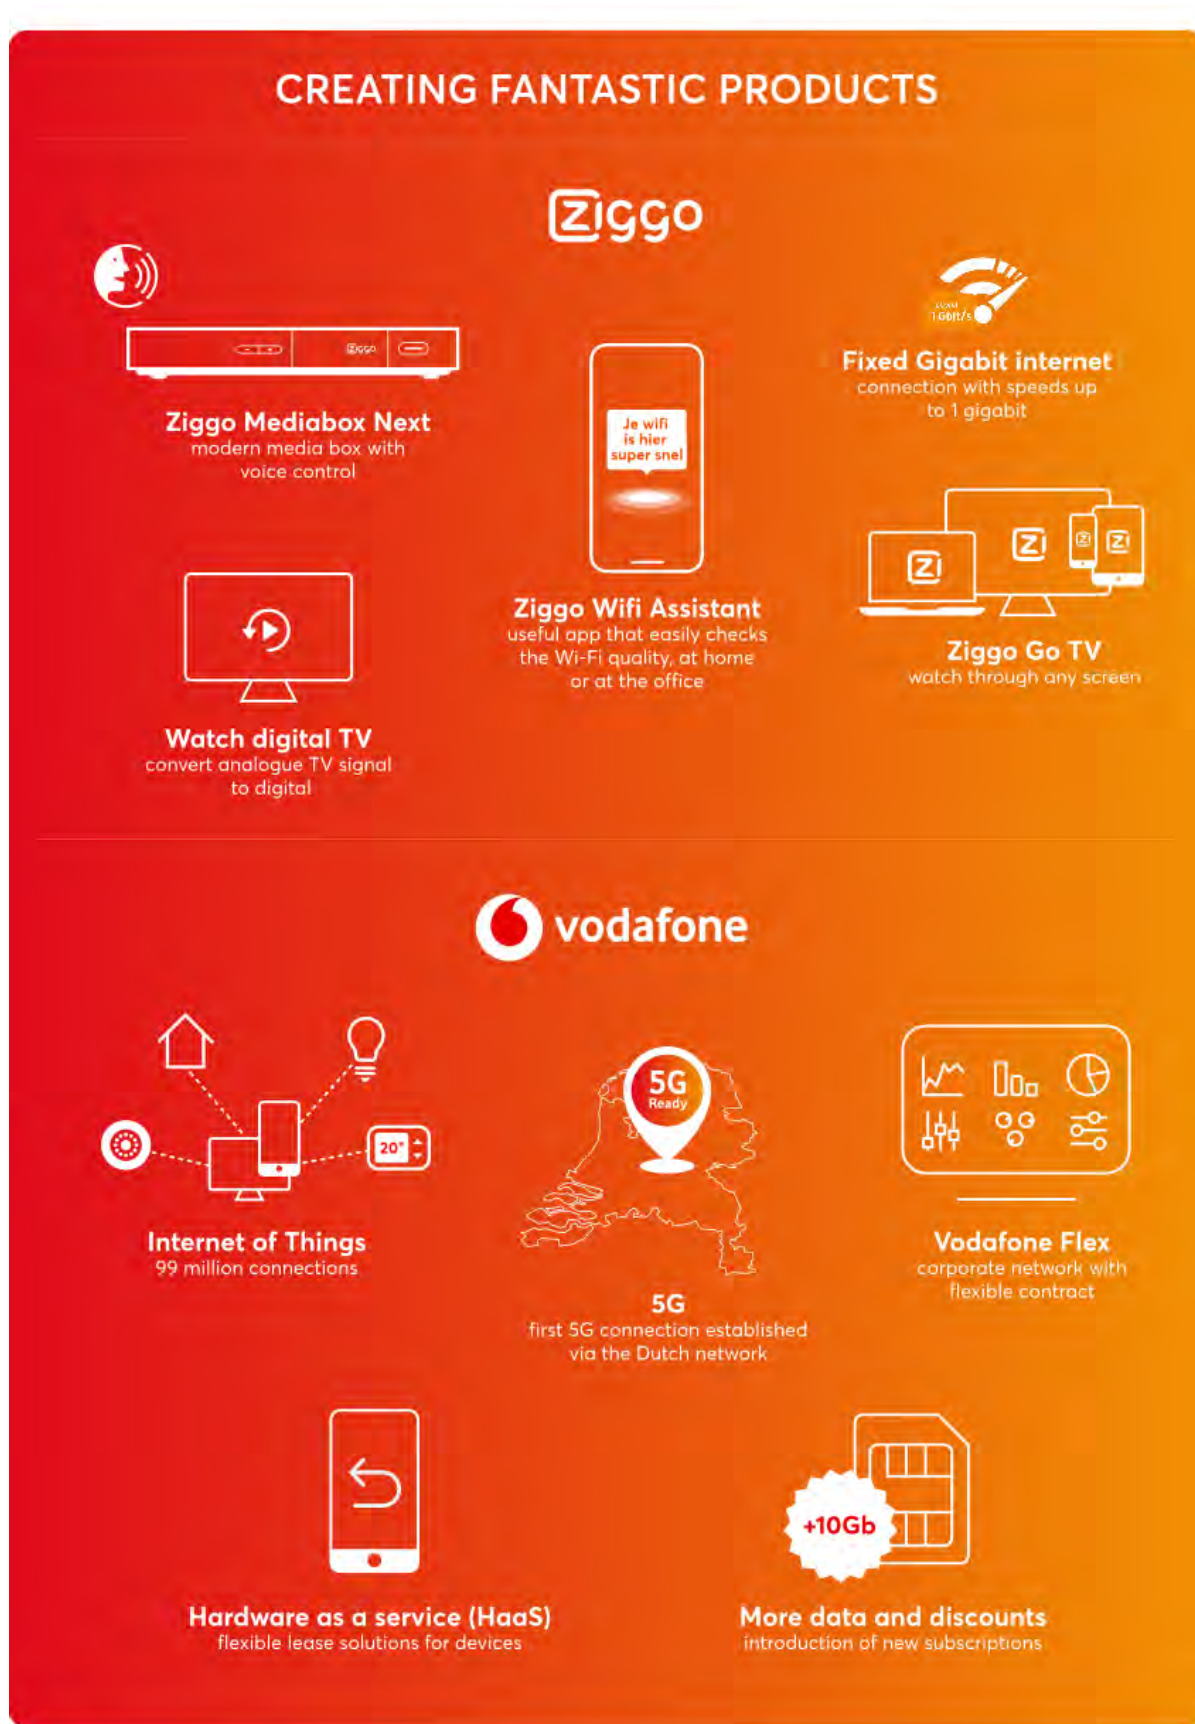 CREATING FANTASTIC PRODUCTS
Ziggo
Ziggo
Ziggo Mediabox Next
modern media box with
voice control
Je wifi
is hier
super snel
Ziggo Wifi Assistant
useful app that easily checks
the Wi-Fi quality, at home
or at the office
1 Gbit/s
Fixed Gigabit internet
connection with speeds up
to 1 gigabit
Z
Z
Z
Z
Ziggo Go TV
watch through any screen
Watch digital TV
convert analogue TV signal
to digital
vodafone
20°
Internet of Things
99 million connections
5G
Ready
5G
first 5G connection established
via the Dutch network
Vodafone Flex
corporate network with
flexible contract
Hardware as a service (HaaS)
flexible lease solutions for devices
+10Gb
More data and discounts
introduction of new subscriptions